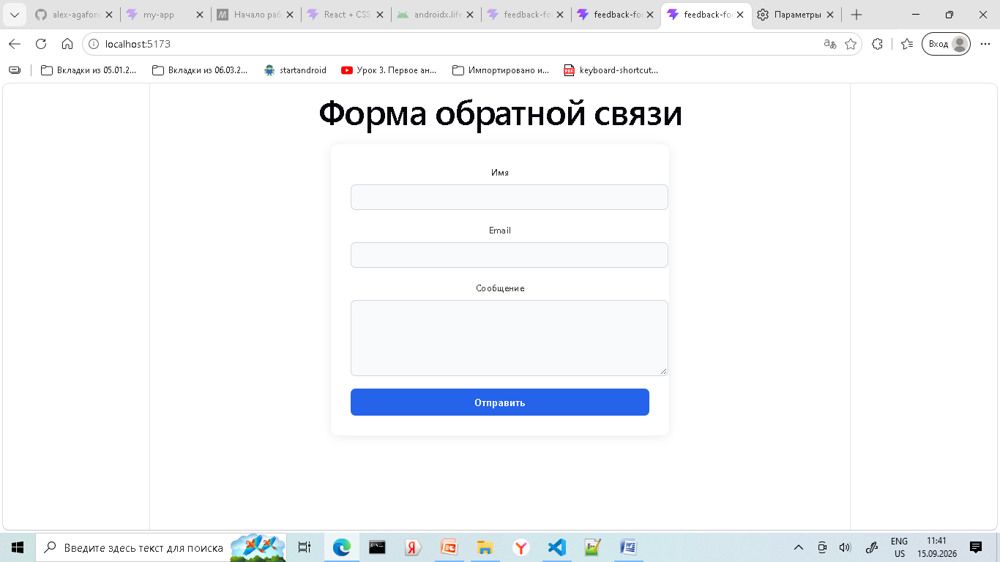 alex-agafono
my-app
Начало раб
React + CSS
androidx.life
feedback-for
feedback-for
feedback-for
Параметры
localhost:5173
Вход
Вкладки из 05.01.2...
Вкладки из 06.03.2...
startandroid
Урок 3. Первое ан...
Импортировано и...
keyboard-shortcut...
Форма обратной связи
Имя
Email
Сообщение
Отправить
Введите здесь текст для поиска
ENG
US
11:41
15.09.2026